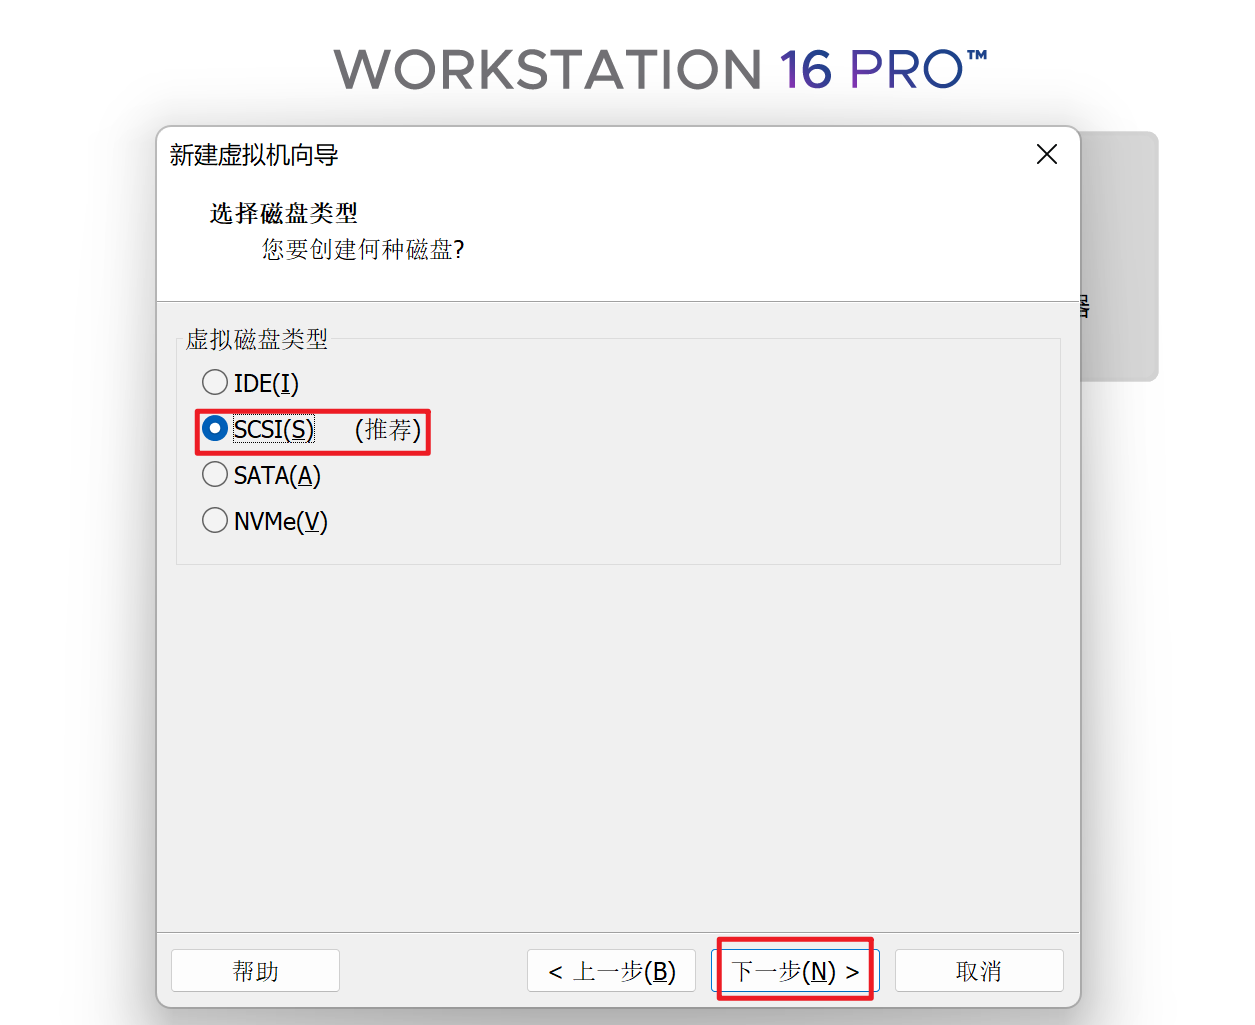 WORKSTATION 16 PRO™
新建虚拟机向导
选择磁盘类型
您要创建何种磁盘?
器
虚拟磁盘类型
IDE(I)
SCSI(S) (推荐)
SATA(A)
NVMe(V)
帮助
< 上一步(B)
下一步(N) >
取消